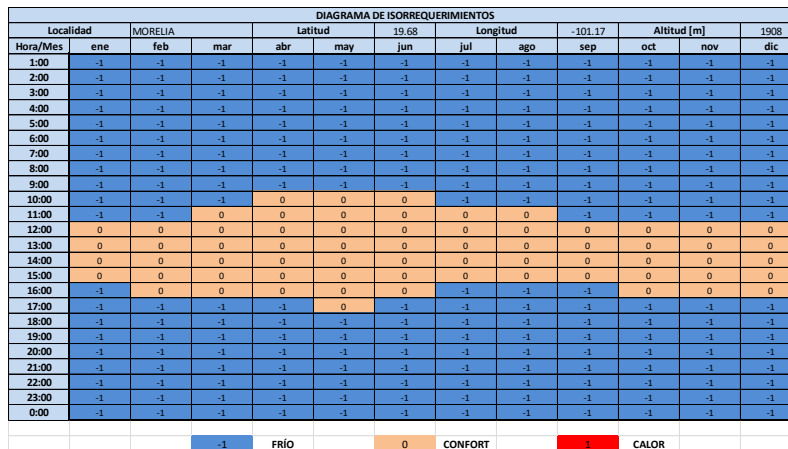 DIAGRAMA DE ISORREQUERIMIENTOS
Localidad MORELIA Latitud 19.68 Longitud -101.17 Altitud [m] 1908
Hora/Mes ene feb mar abr may jun jul ago sep oct nov dic
1:00 -1 -1 -1 -1 -1 -1 -1 -1 -1 -1 -1 -1
2:00 -1 -1 -1 -1 -1 -1 -1 -1 -1 -1 -1 -1
3:00 -1 -1 -1 -1 -1 -1 -1 -1 -1 -1 -1 -1
4:00 -1 -1 -1 -1 -1 -1 -1 -1 -1 -1 -1 -1
5:00 -1 -1 -1 -1 -1 -1 -1 -1 -1 -1 -1 -1
6:00 -1 -1 -1 -1 -1 -1 -1 -1 -1 -1 -1 -1
7:00 -1 -1 -1 -1 -1 -1 -1 -1 -1 -1 -1 -1
8:00 -1 -1 -1 -1 -1 -1 -1 -1 -1 -1 -1 -1
9:00 -1 -1 -1 -1 -1 -1 -1 -1 -1 -1 -1 -1
10:00 -1 -1 -1 0 0 0 -1 -1 -1 -1 -1 -1
11:00 -1 -1 0 0 0 0 0 0 -1 -1 -1 -1
12:00 0 0 0 0 0 0 0 0 0 0 0 0
13:00 0 0 0 0 0 0 0 0 0 0 0 0
14:00 0 0 0 0 0 0 0 0 0 0 0 0
15:00 0 0 0 0 0 0 0 0 0 0 0 0
16:00 -1 0 0 0 0 0 -1 -1 -1 0 0 0
17:00 -1 -1 -1 -1 0 -1 -1 -1 -1 -1 -1 -1
18:00 -1 -1 -1 -1 -1 -1 -1 -1 -1 -1 -1 -1
19:00 -1 -1 -1 -1 -1 -1 -1 -1 -1 -1 -1 -1
20:00 -1 -1 -1 -1 -1 -1 -1 -1 -1 -1 -1 -1
21:00 -1 -1 -1 -1 -1 -1 -1 -1 -1 -1 -1 -1
22:00 -1 -1 -1 -1 -1 -1 -1 -1 -1 -1 -1 -1
23:00 -1 -1 -1 -1 -1 -1 -1 -1 -1 -1 -1 -1
0:00 -1 -1 -1 -1 -1 -1 -1 -1 -1 -1 -1 -1
-1 FRÍO 0 CONFORT 1 CALOR